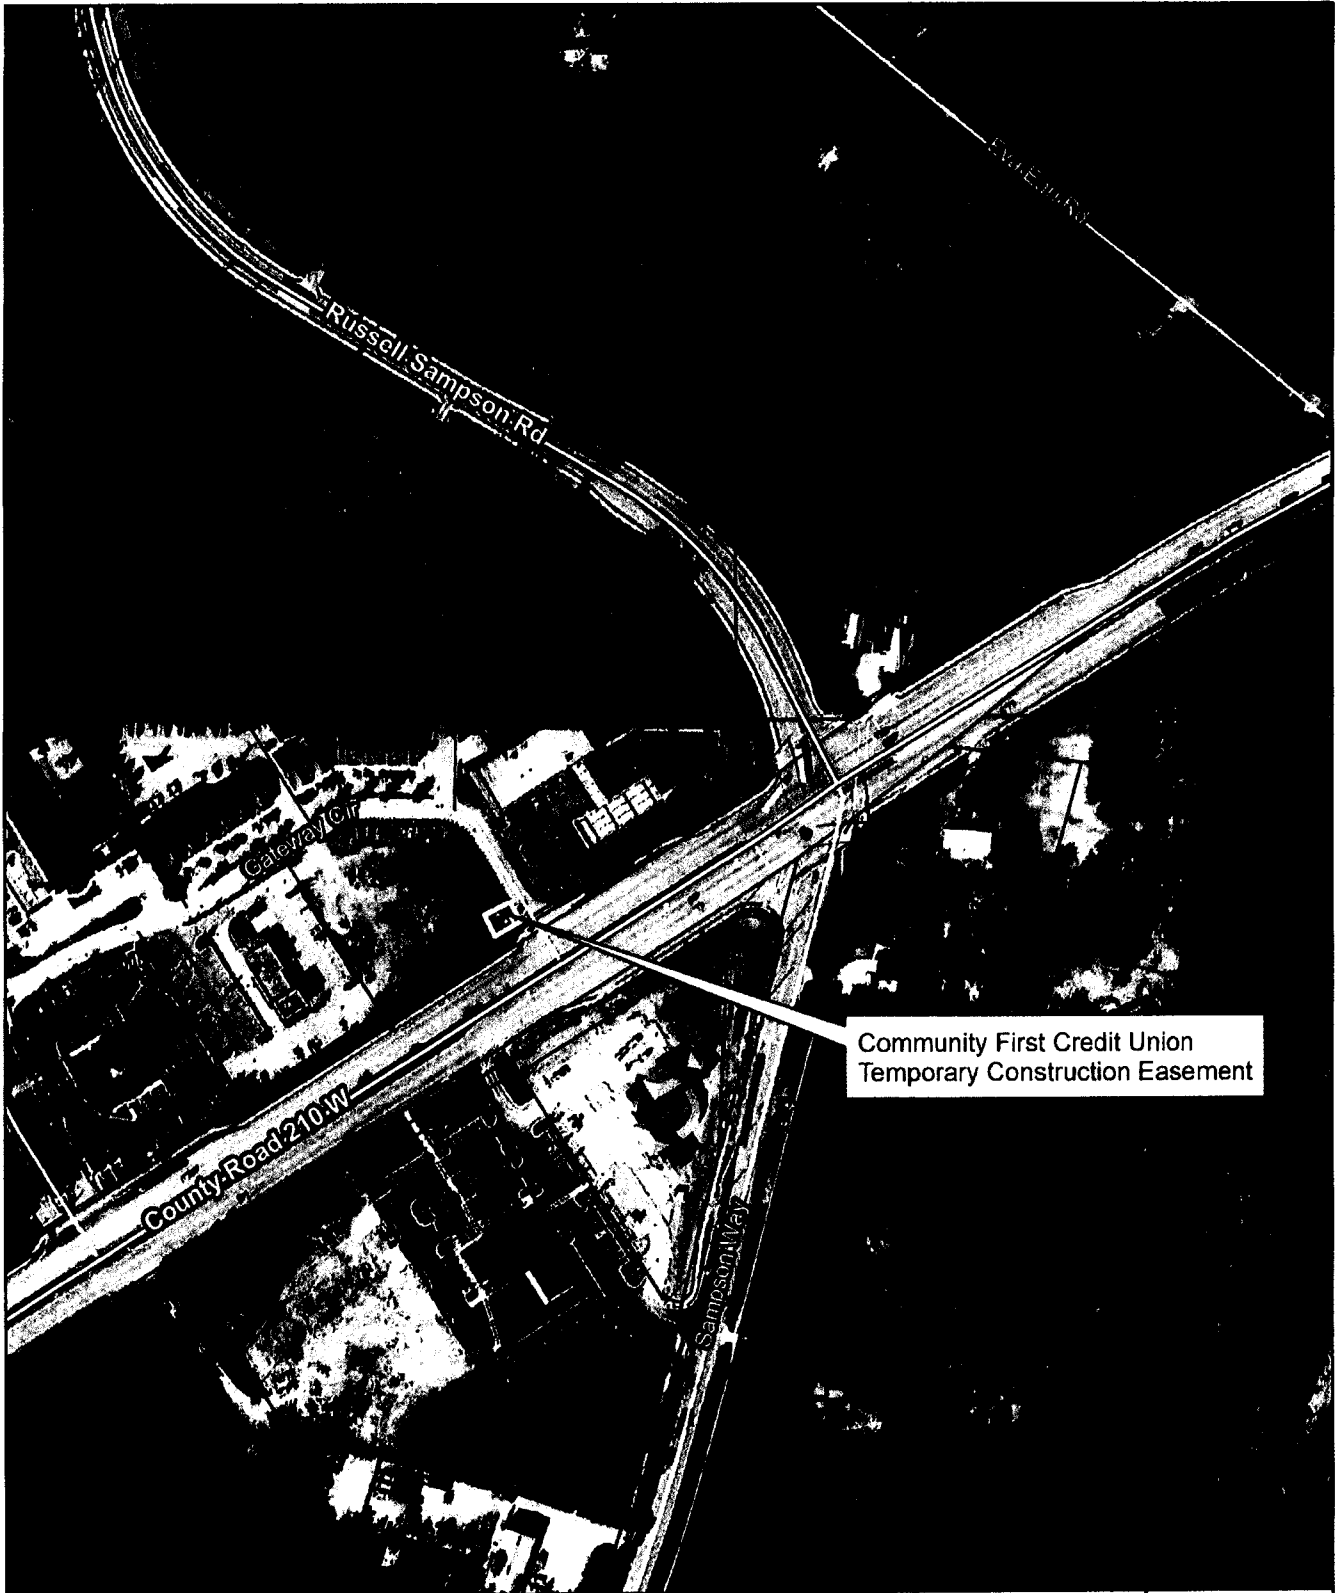 Russell Sampson Rd
Gateway Cir
Community First Credit Union
Temporary Construction Easement
County Road 210 W
Sampson Way